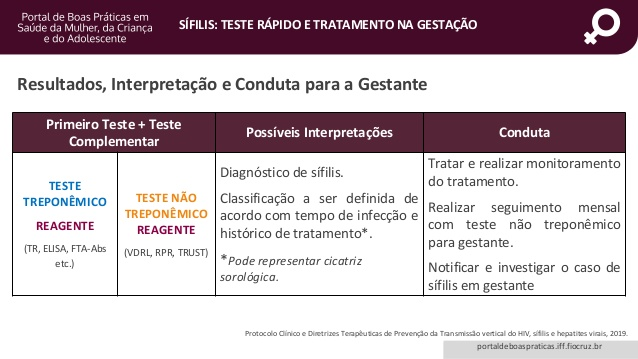 Portal de Boas Práticas em
Saúde da Mulher, da Criança
e do Adolescente
SÍFILIS: TESTE RÁPIDO E TRATAMENTO NA GESTAÇÃO
Resultados, Interpretação e Conduta para a Gestante
Primeiro Teste + Teste
Complementar
Possíveis Interpretações
Conduta
TESTE
TREPONÊMICO
REAGENTE
(TR, ELISA, FTA-Abs
etc.)
TESTE NÃO
TREPONÊMICO
REAGENTE
(VDRL, RPR, TRUST)
Diagnóstico de sífilis.
Classificação a ser definida de
acordo com tempo de infecção e
histórico de tratamento*.
*Pode representar cicatriz
sorológica.
Tratar e realizar monitoramento
do tratamento.
Realizar seguimento mensal
com teste não treponêmico
para gestante.
Notificar e investigar o caso de
sífilis em gestante
Protocolo Clínico e Diretrizes Terapêuticas de Prevenção da Transmissão vertical do HIV, sífilis e hepatites virais, 2019.
portaldeboaspraticas.iff.fiocruz.br